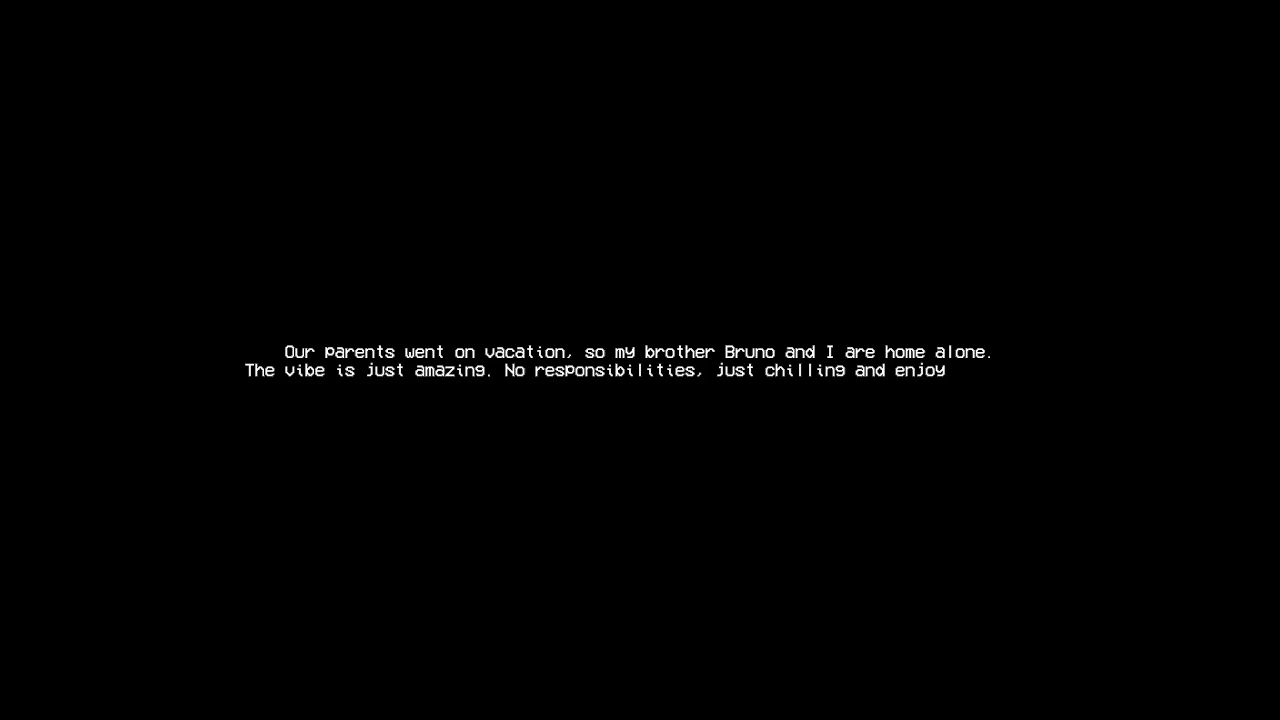 Our parents went on vacation, so my brother Bruno and I are home alone.
The vibe is just amazing. No responsibilities, just chilling and enjoy